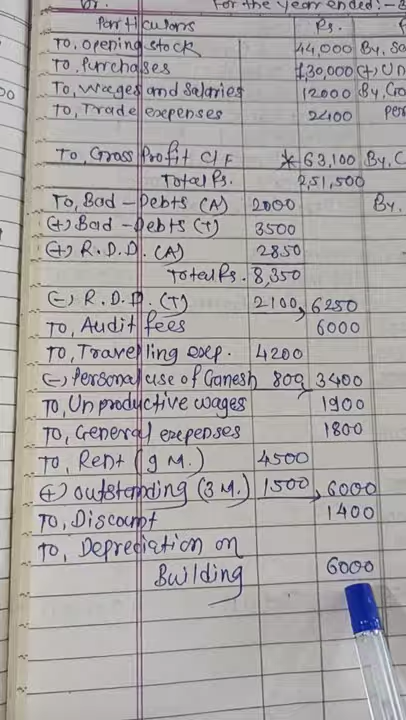 Dr. For the year ended,-3
Particulars Rs.
To, opening stock 44,000 By, Sa
To, Purchases 1,30,000 (+) Un
To, wages and salaries 12000 By, Goo
To, Trade expenses 2400 per
To, Gross Profit C/F * 63,100 By, C
Total Rs. 2,51,500
To, Bad-Debts (A) 2000 By.
(+) Bad-Debts (T) 3500
(+) R.D.D. (A) 2850
Total Rs. 8,350
(-) R.D.D. (T) 2100, 6250
To, Audit fees 6000
To, Travelling exp. 4200
(-) Personal use of Ganesh 800, 3400
To, Unproductive wages 1900
To, General expenses 1800
To, Rent (9 M.) 4500
(+) outstanding (3 M.) 1500, 6000
To, Discount 1400
To, Depreciation on
Building 6000